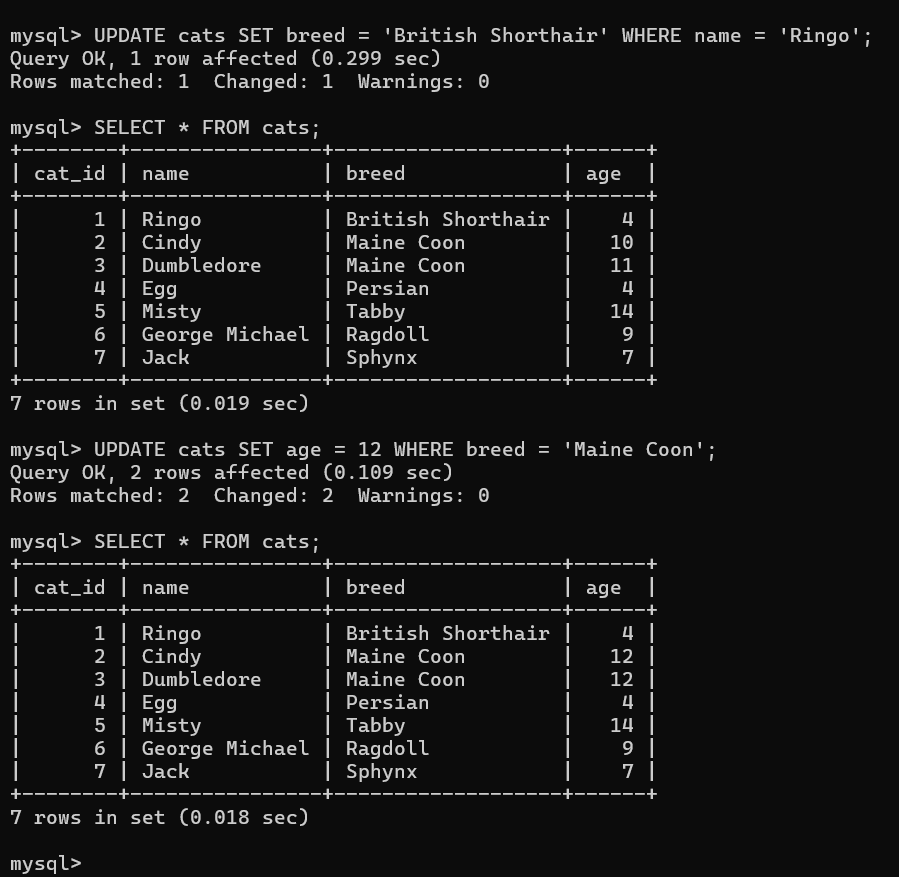 mysql> UPDATE cats SET breed = 'British Shorthair' WHERE name = 'Ringo';
Query OK, 1 row affected (0.299 sec)
Rows matched: 1  Changed: 1  Warnings: 0

mysql> SELECT * FROM cats;
+--------+----------------+-------------------+------+
| cat_id | name           | breed             | age  |
+--------+----------------+-------------------+------+
|      1 | Ringo          | British Shorthair |    4 |
|      2 | Cindy          | Maine Coon        |   10 |
|      3 | Dumbledore     | Maine Coon        |   11 |
|      4 | Egg            | Persian           |    4 |
|      5 | Misty          | Tabby             |   14 |
|      6 | George Michael | Ragdoll           |    9 |
|      7 | Jack           | Sphynx            |    7 |
+--------+----------------+-------------------+------+
7 rows in set (0.019 sec)

mysql> UPDATE cats SET age = 12 WHERE breed = 'Maine Coon';
Query OK, 2 rows affected (0.109 sec)
Rows matched: 2  Changed: 2  Warnings: 0

mysql> SELECT * FROM cats;
+--------+----------------+-------------------+------+
| cat_id | name           | breed             | age  |
+--------+----------------+-------------------+------+
|      1 | Ringo          | British Shorthair |    4 |
|      2 | Cindy          | Maine Coon        |   12 |
|      3 | Dumbledore     | Maine Coon        |   12 |
|      4 | Egg            | Persian           |    4 |
|      5 | Misty          | Tabby             |   14 |
|      6 | George Michael | Ragdoll           |    9 |
|      7 | Jack           | Sphynx            |    7 |
+--------+----------------+-------------------+------+
7 rows in set (0.018 sec)

mysql>